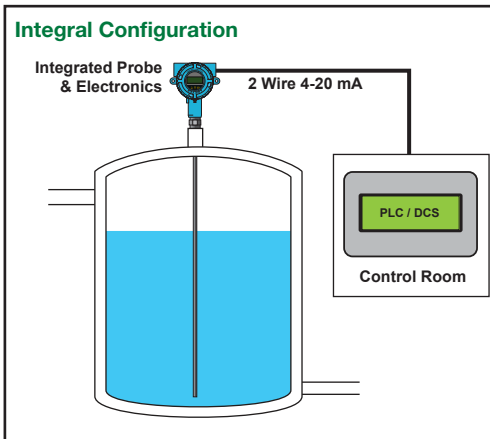 Integral Configuration
Integrated Probe
& Electronics
2 Wire 4-20 mA
PLC / DCS
Control Room